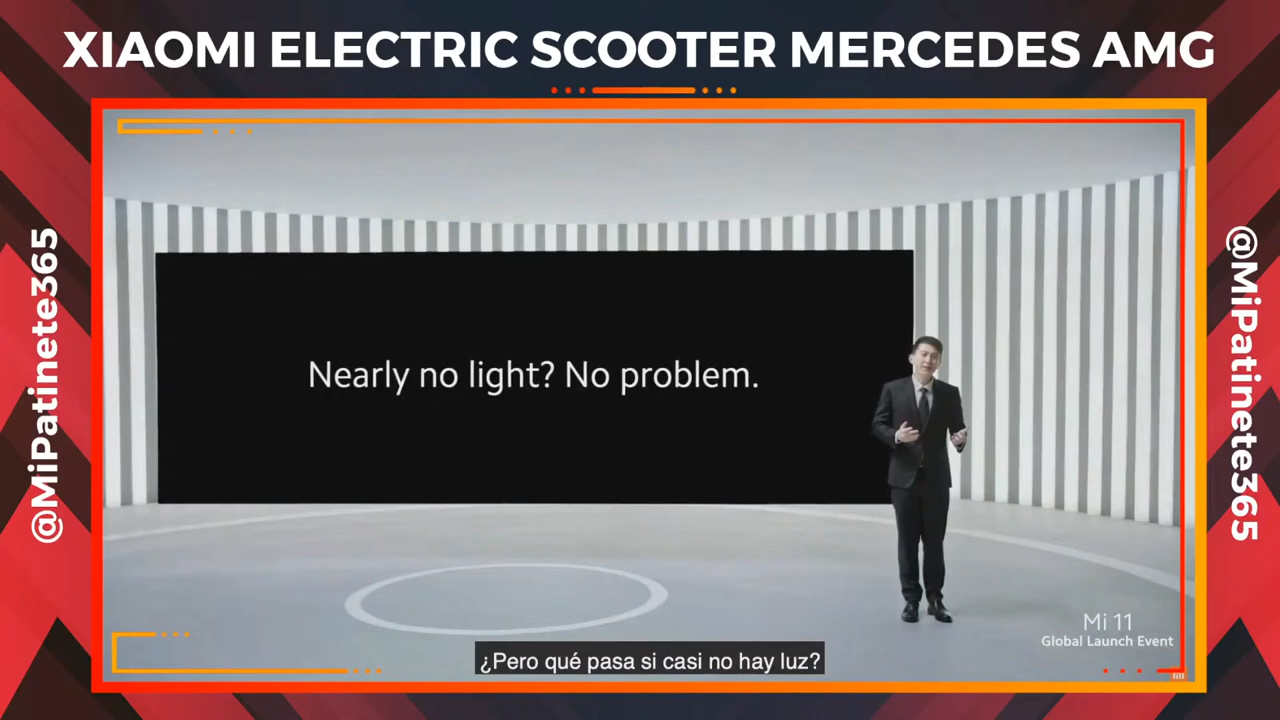 XIAOMI ELECTRIC SCOOTER MERCEDES AMG
@MiPatinete365
Nearly no light? No problem.
@MiPatinete365
Mi 11
Global Launch Event
¿Pero qué pasa si casi no hay luz?